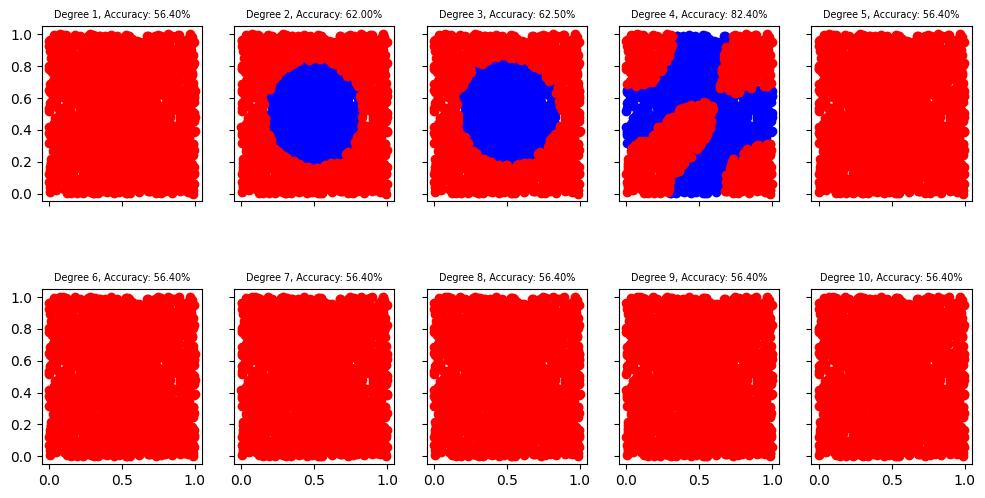 Degree 1, Accuracy: 56.40%
Degree 2, Accuracy: 62.00%
Degree 3, Accuracy: 62.50%
Degree 4, Accuracy: 82.40%
Degree 5, Accuracy: 56.40%
1.0
0.8
0.6
0.4
0.2
0.0
0.0 0.5 1.0
0.0 0.5 1.0
0.0 0.5 1.0
0.0 0.5 1.0
0.0 0.5 1.0
Degree 6, Accuracy: 56.40%
Degree 7, Accuracy: 56.40%
Degree 8, Accuracy: 56.40%
Degree 9, Accuracy: 56.40%
Degree 10, Accuracy: 56.40%
1.0
0.8
0.6
0.4
0.2
0.0